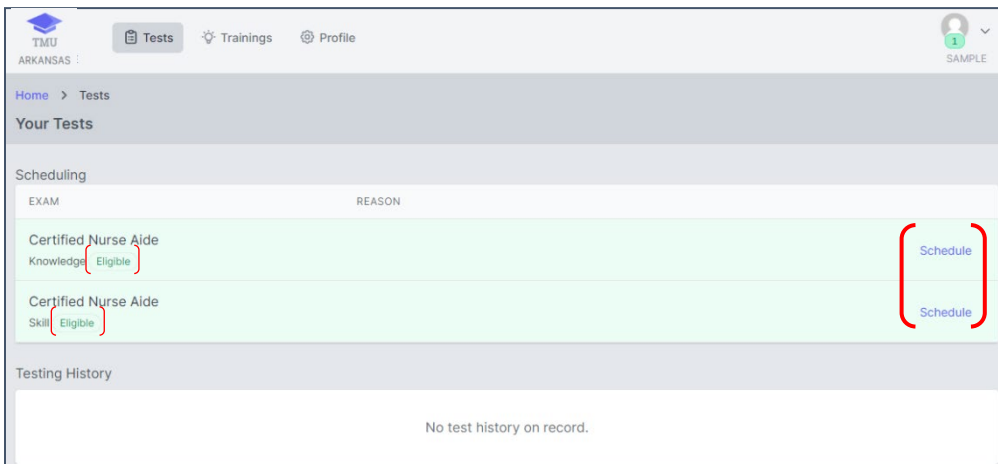 TMU
ARKANSAS
Tests
Trainings
Profile
1
SAMPLE
Home > Tests
Your Tests
Scheduling
EXAM REASON
Certified Nurse Aide
Knowledge Eligible
Schedule
Certified Nurse Aide
Skill Eligible
Schedule
Testing History
No test history on record.